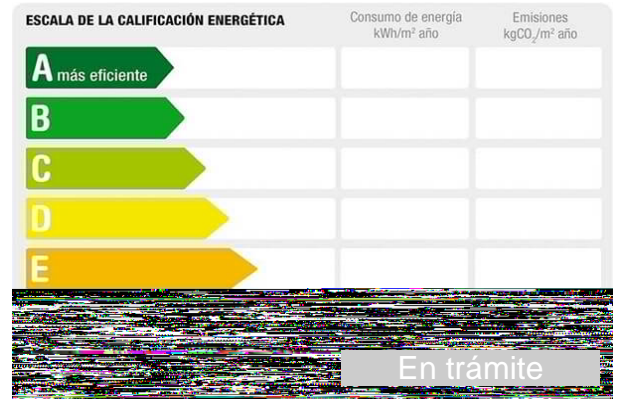 ESCALA DE LA CALIFICACIÓN ENERGÉTICA
Consumo de energía
kWh/m² año
Emisiones
kgCO₂/m² año
A más eficiente
B
C
D
E
En trámite